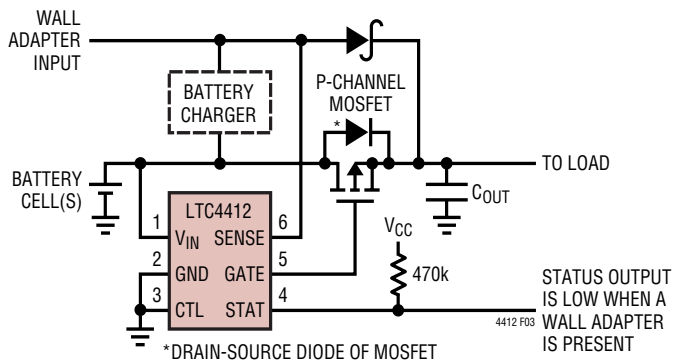 WALL
ADAPTER
INPUT
BATTERY
CHARGER
P-CHANNEL
MOSFET
*
BATTERY
CELL(S)
TO LOAD
COUT
LTC4412
1
VIN
SENSE
6
2
GND
GATE
5
3
CTL
STAT
4
VCC
470k
STATUS OUTPUT
IS LOW WHEN A
WALL ADAPTER
IS PRESENT
4412 F03
*DRAIN-SOURCE DIODE OF MOSFET